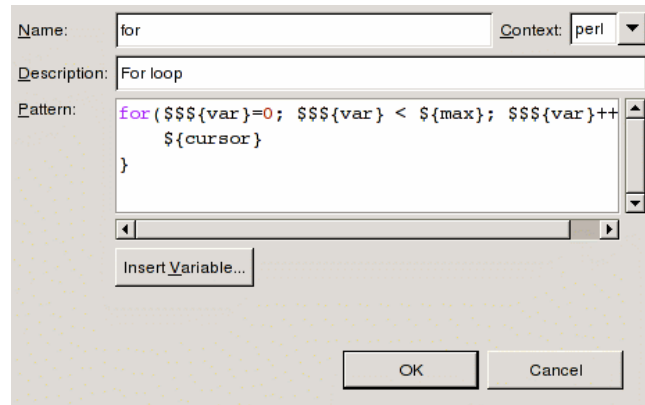 Name: for Context: perl
Description: For loop
Pattern: for($$${var}=0; $$${var} < ${max}; $$${var}++
${cursor}
}
Insert Variable...
OK Cancel